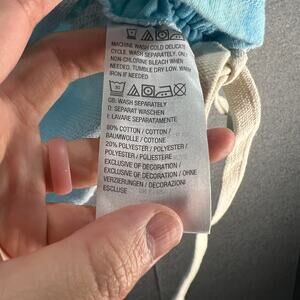 MACHINE WASH COLD DELICATE
CYCLE. WASH SEPARATELY. ONLY
NON-CHLORINE BLEACH WHEN
NEEDED. TUMBLE DRY LOW. WARM
IRON IF NEEDED
30
GB: WASH SEPARATELY
D: SEPARAT WASCHEN
I: LAVARE SEPARATAMENTE
80% COTTON / COTTON /
BAUMWOLLE / COTONE
20% POLYESTER / POLYESTER /
POLYESTER / POLIESTERE
EXCLUSIVE OF DECORATION /
EXCLUSIVE OF DECORATION / OHNE
VERZIERUNGEN / DECORAZIONI
ESCLUSE